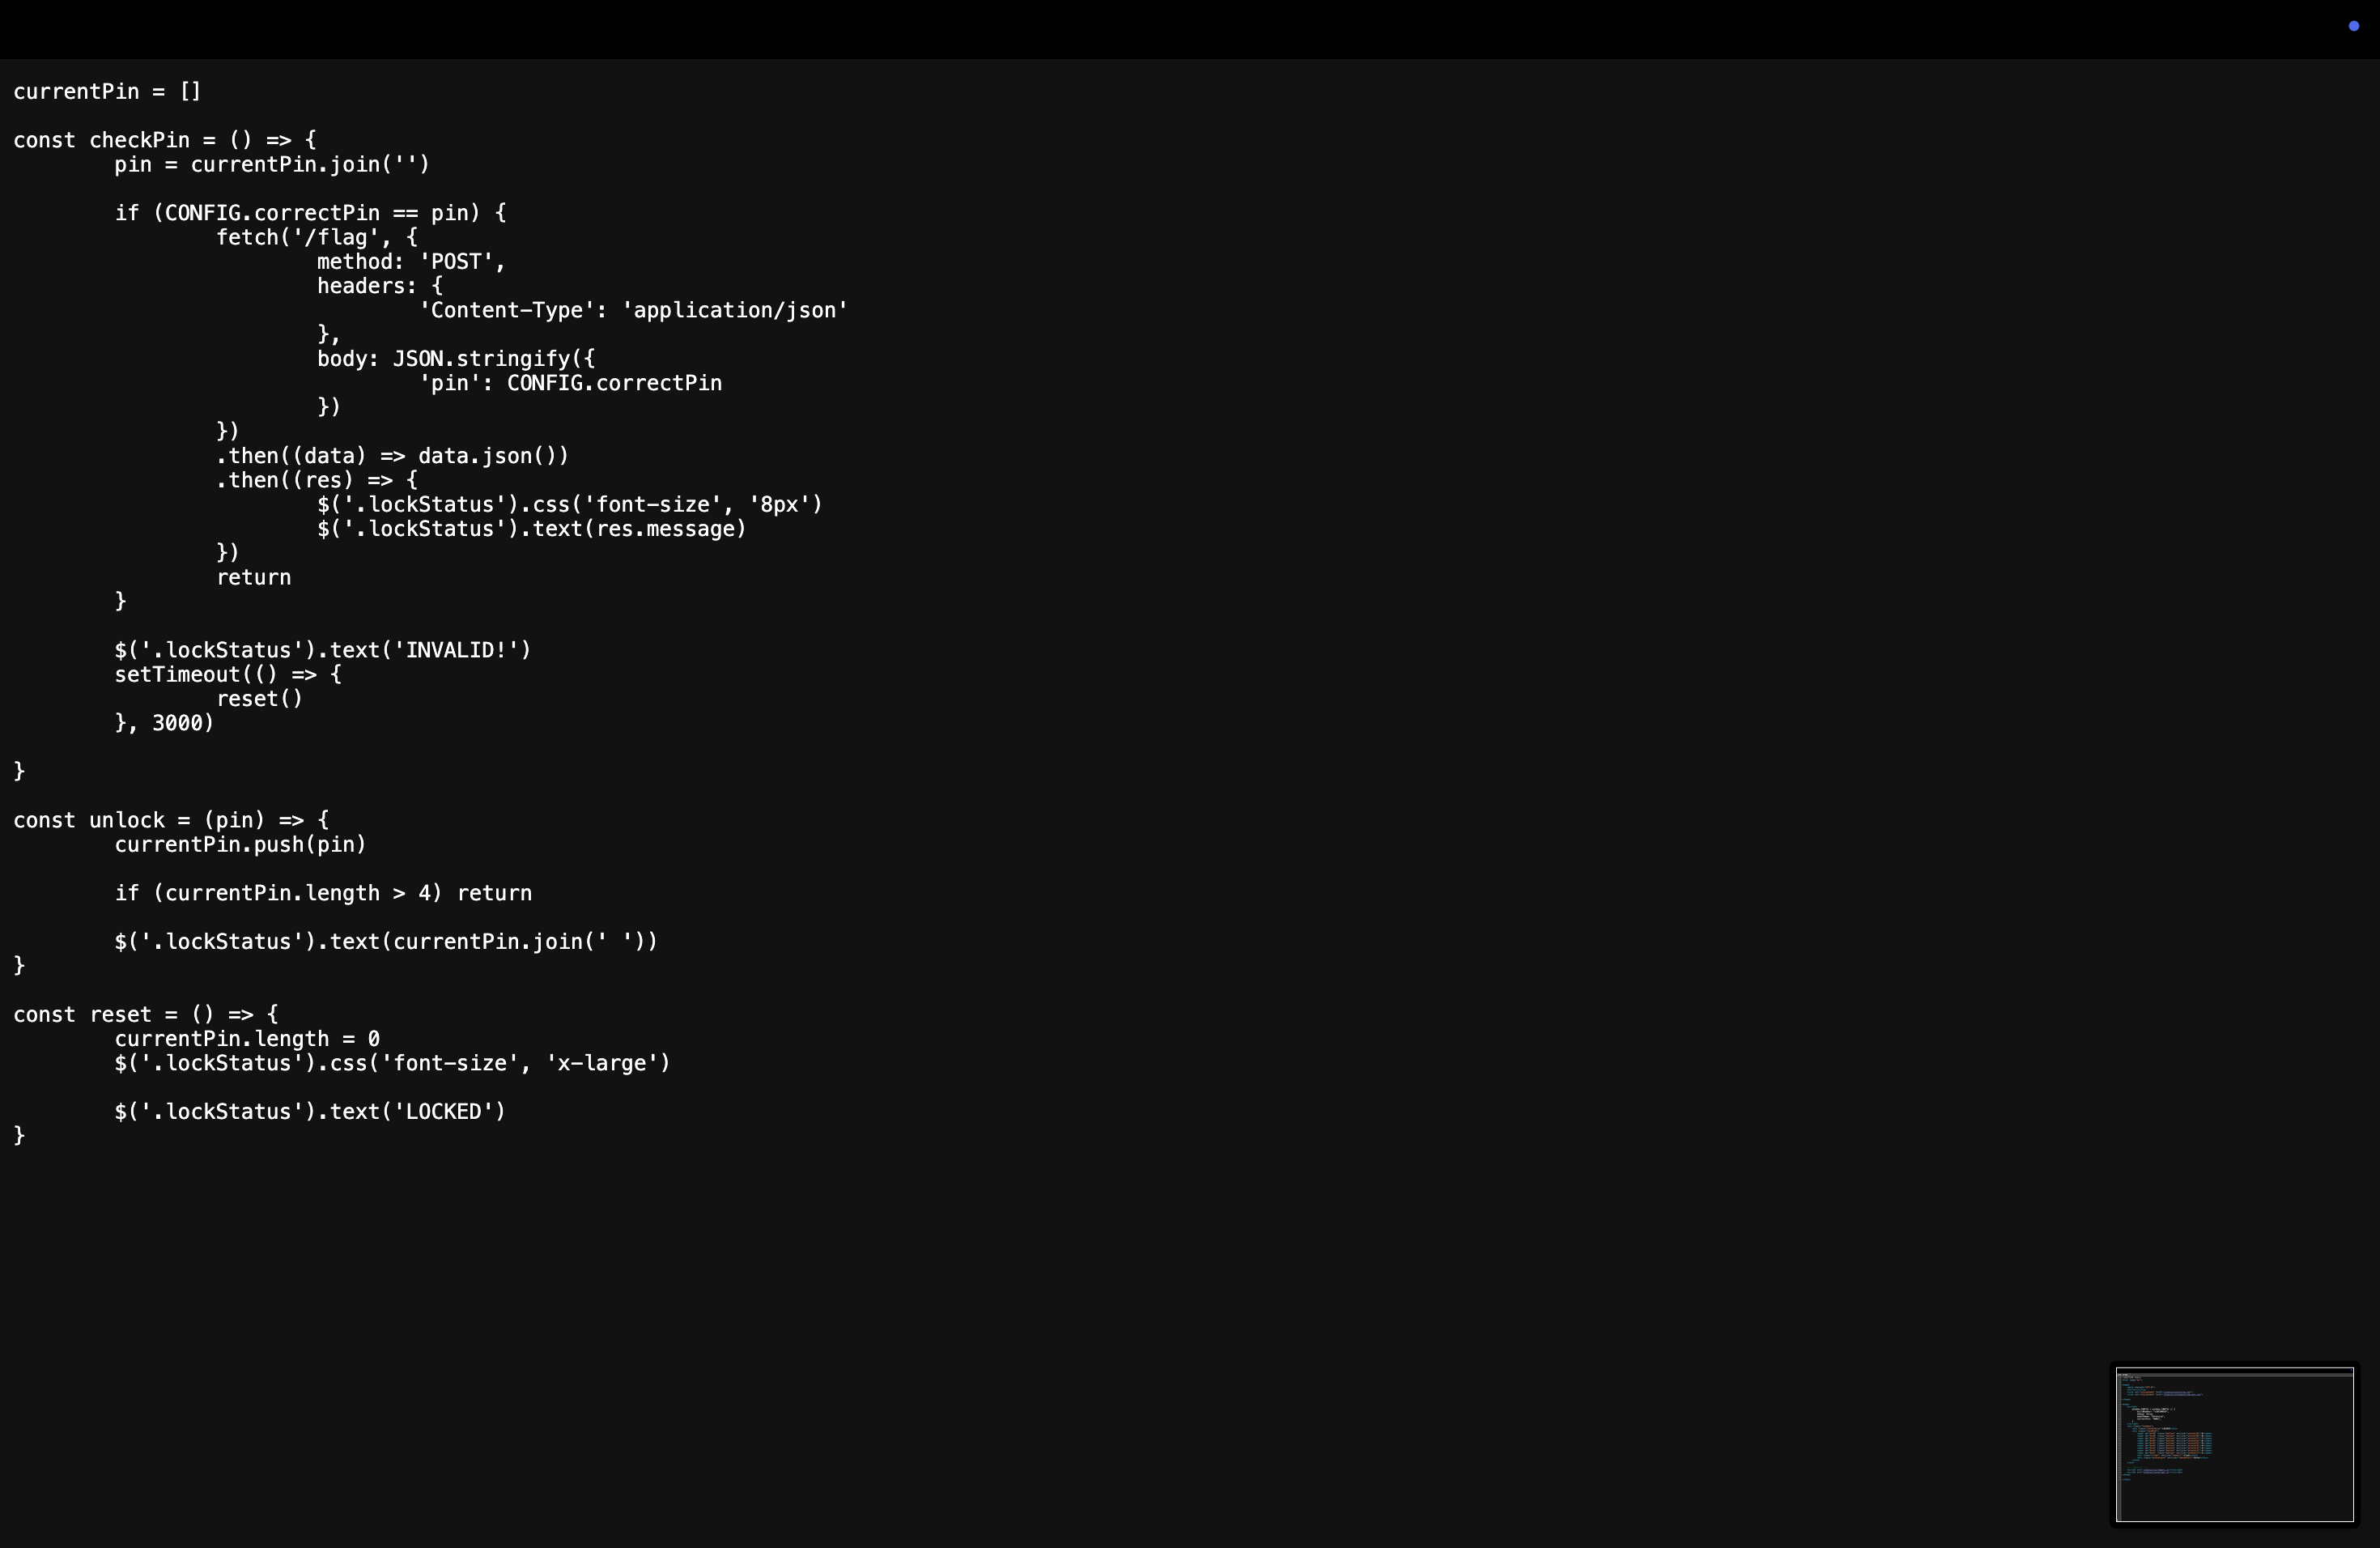 currentPin = []
const checkPin = () => {
pin = currentPin.join('')
if (CONFIG.correctPin == pin) {
fetch('/flag', {
method: 'POST',
headers: {
'Content-Type': 'application/json'
},
body: JSON.stringify({
'pin': CONFIG.correctPin
})
})
.then((data) => data.json())
.then((res) => {
$('.lockStatus').css('font-size', '8px')
$('.lockStatus').text(res.message)
})
return
}
$('.lockStatus').text('INVALID!')
setTimeout(() => {
reset()
}, 3000)
}
const unlock = (pin) => {
currentPin.push(pin)
if (currentPin.length > 4) return
$('.lockStatus').text(currentPin.join(' '))
}
const reset = () => {
currentPin.length = 0
$('.lockStatus').css('font-size', 'x-large')
$('.lockStatus').text('LOCKED')
}